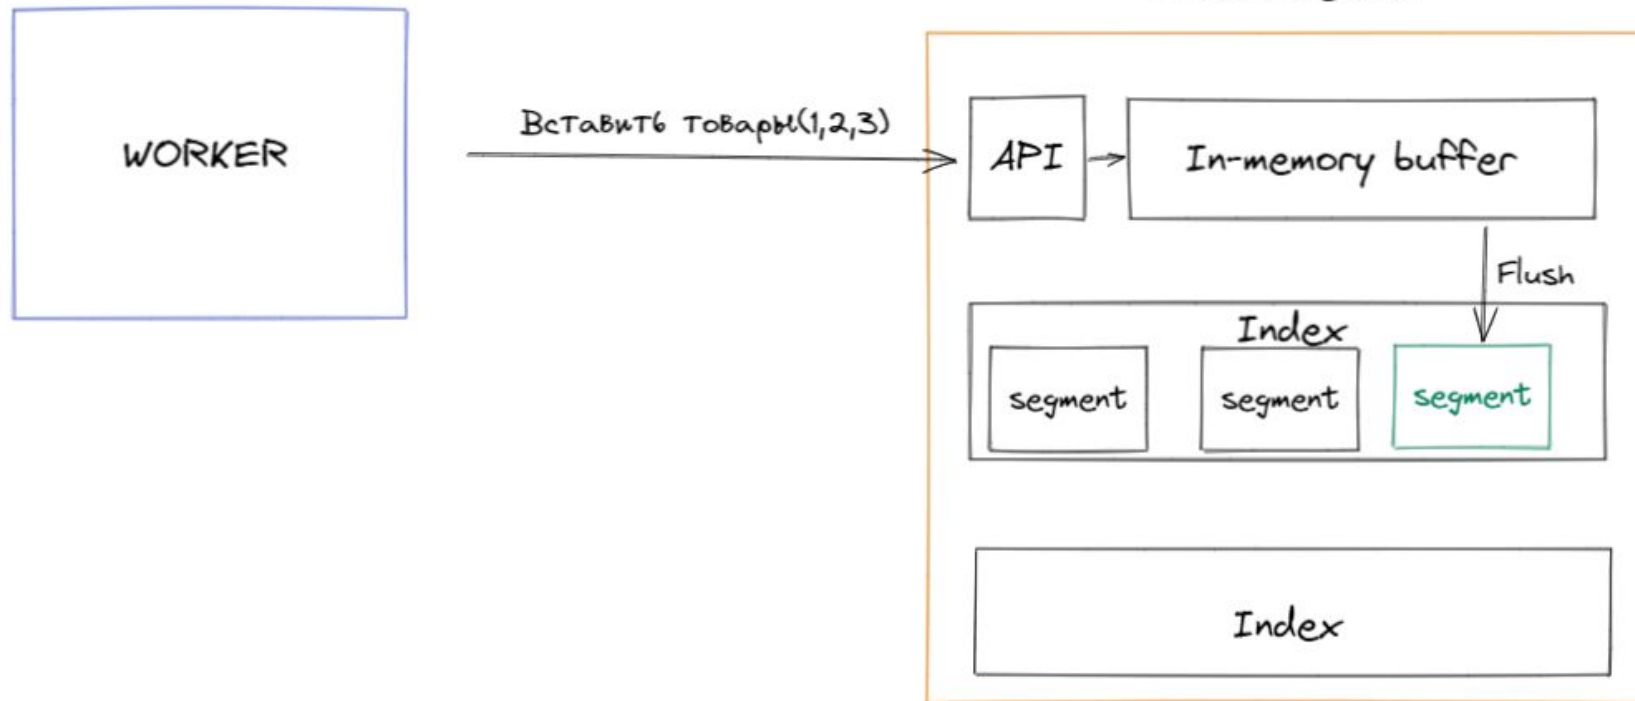 WORKER
Вставить товары(1,2,3)
API
In-memory buffer
Flush
Index
segment
segment
segment
Index